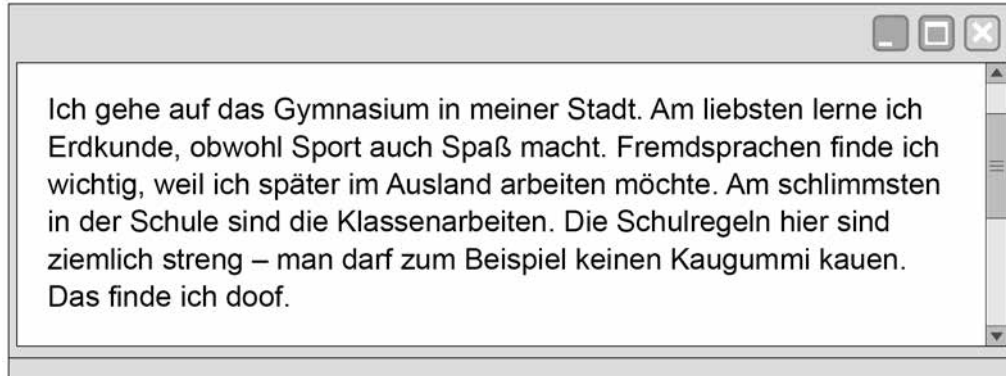 Ich gehe auf das Gymnasium in meiner Stadt. Am liebsten lerne ich
Erdkunde, obwohl Sport auch Spaß macht. Fremdsprachen finde ich
wichtig, weil ich später im Ausland arbeiten möchte. Am schlimmsten
in der Schule sind die Klassenarbeiten. Die Schulregeln hier sind
ziemlich streng – man darf zum Beispiel keinen Kaugummi kauen.
Das finde ich doof.